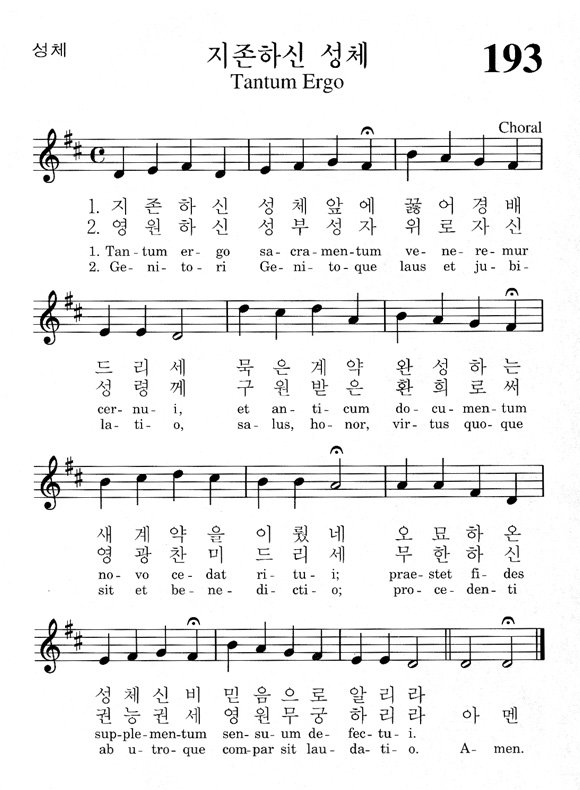 성체
지존하신 성체
193
Tantum Ergo
Choral
1. 지 존 하 신 성 체 앞 에 꿇 어 경 배
2. 영 원 하 신 성 부 성 자 위 로 자 신
1. Tan- tum er- go sa- cra- men- tum ve- ne- re- mur
2. Ge- ni- to- ri Ge- ni- to- que laus et ju- bi-
드 리 세 묵 은 계 약 완 성 하 는
성 령 께 구 원 받 은 환 희 로 써
cer- nu- i, et an- ti- cum do- cu- men- tum
la- ti- o, sa- lus, ho- nor, vir- tus quo- que
새 계 약 을 이 뤘 네 오 묘 하 온
영 광 찬 미 드 리 세 무 한 하 신
no- vo ce- dat ri- tu- i; prae- stet fi- des
sit et be- ne- di- cti- o; pro- ce- den- ti
성 체 신 비 믿 음 으 로 알 리 라
권 능 권 세 영 원 무 궁 하 리 라 아 멘
sup- ple- men- tum sen- su- um de- fec- tu- i.
ab u- tro- que com- par sit lau- da- ti- o. A- men.